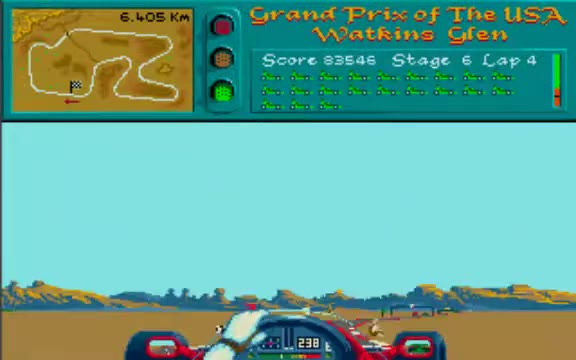 6.405 Km
Grand Prix of The USA
Watkins Glen
Score 83546 Stage 6 Lap 4
238